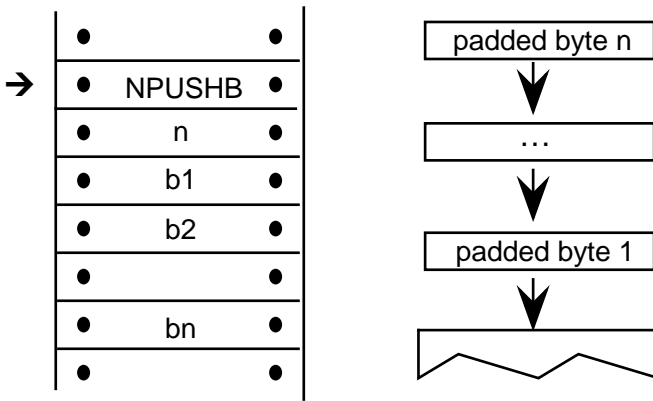 NPUSHB
n
b1
b2
bn
padded byte n
...
padded byte 1